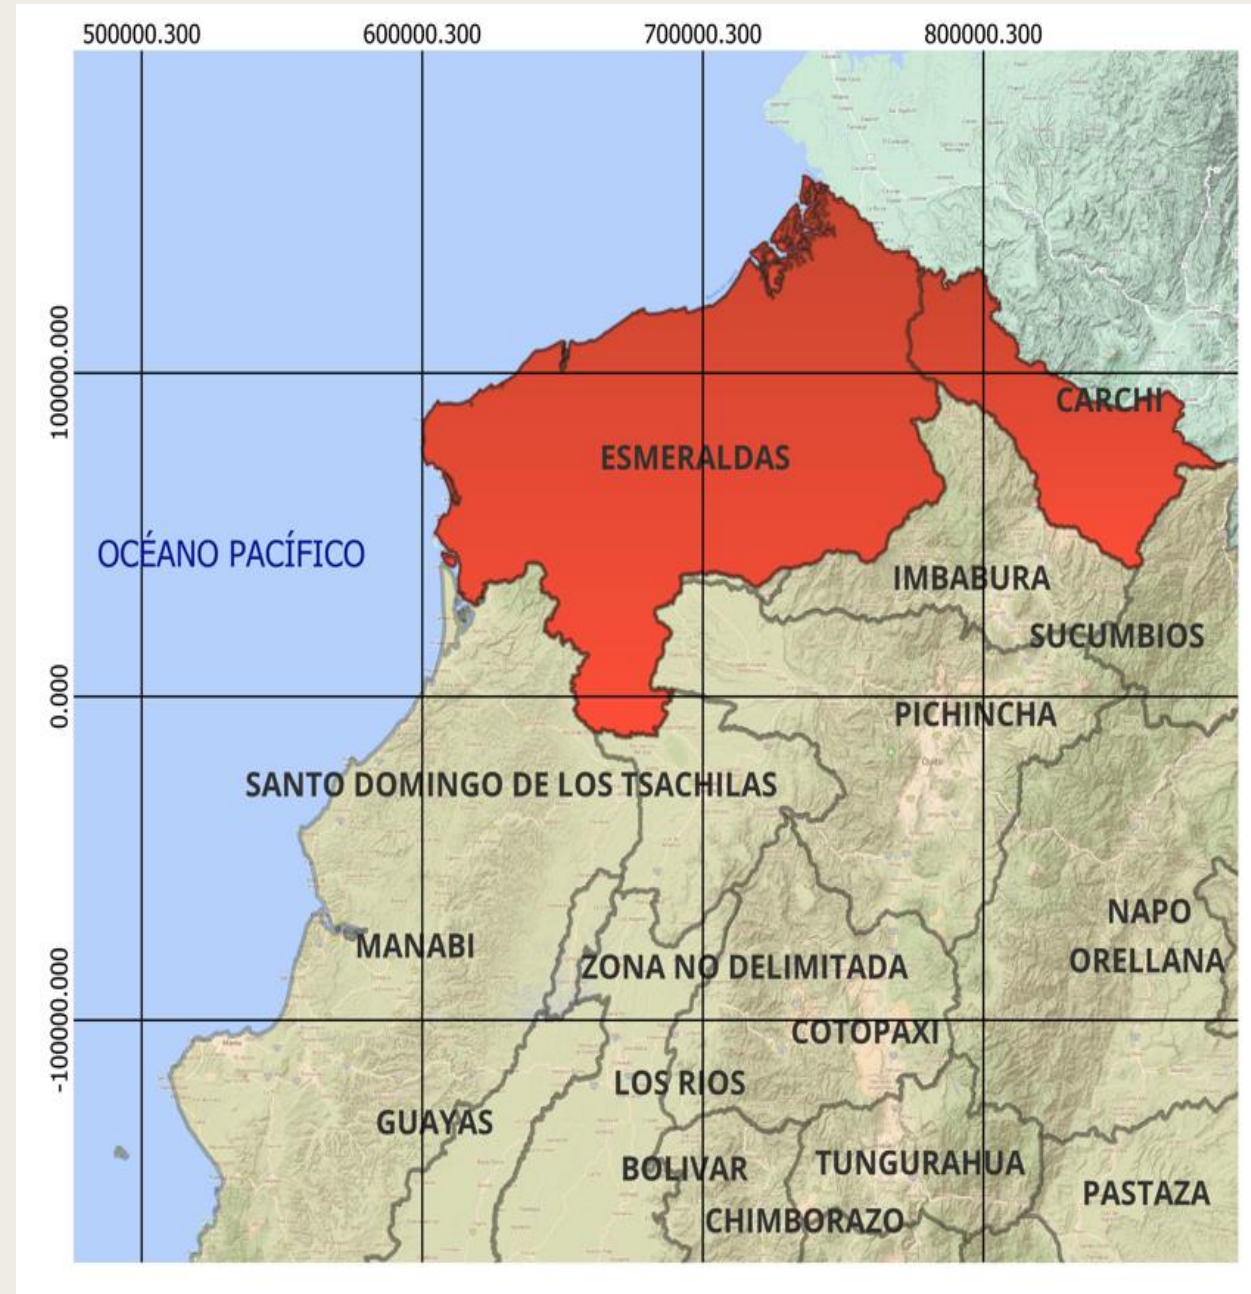 500000.300 600000.300 700000.300 800000.300
100000.000
CARCHI
ESMERALDAS
OCÉANO PACÍFICO
IMBABURA
SUCUMBIOS
0.000
PICHINCHA
SANTO DOMINGO DE LOS TSACHILAS
NAPO
MANABI
ORELLANA
ZONA NO DELIMITADA
-100000.000
COTOPAXI
LOS RIOS
GUAYAS
TUNGURAHUA
BOLIVAR
PASTAZA
CHIMBORAZO